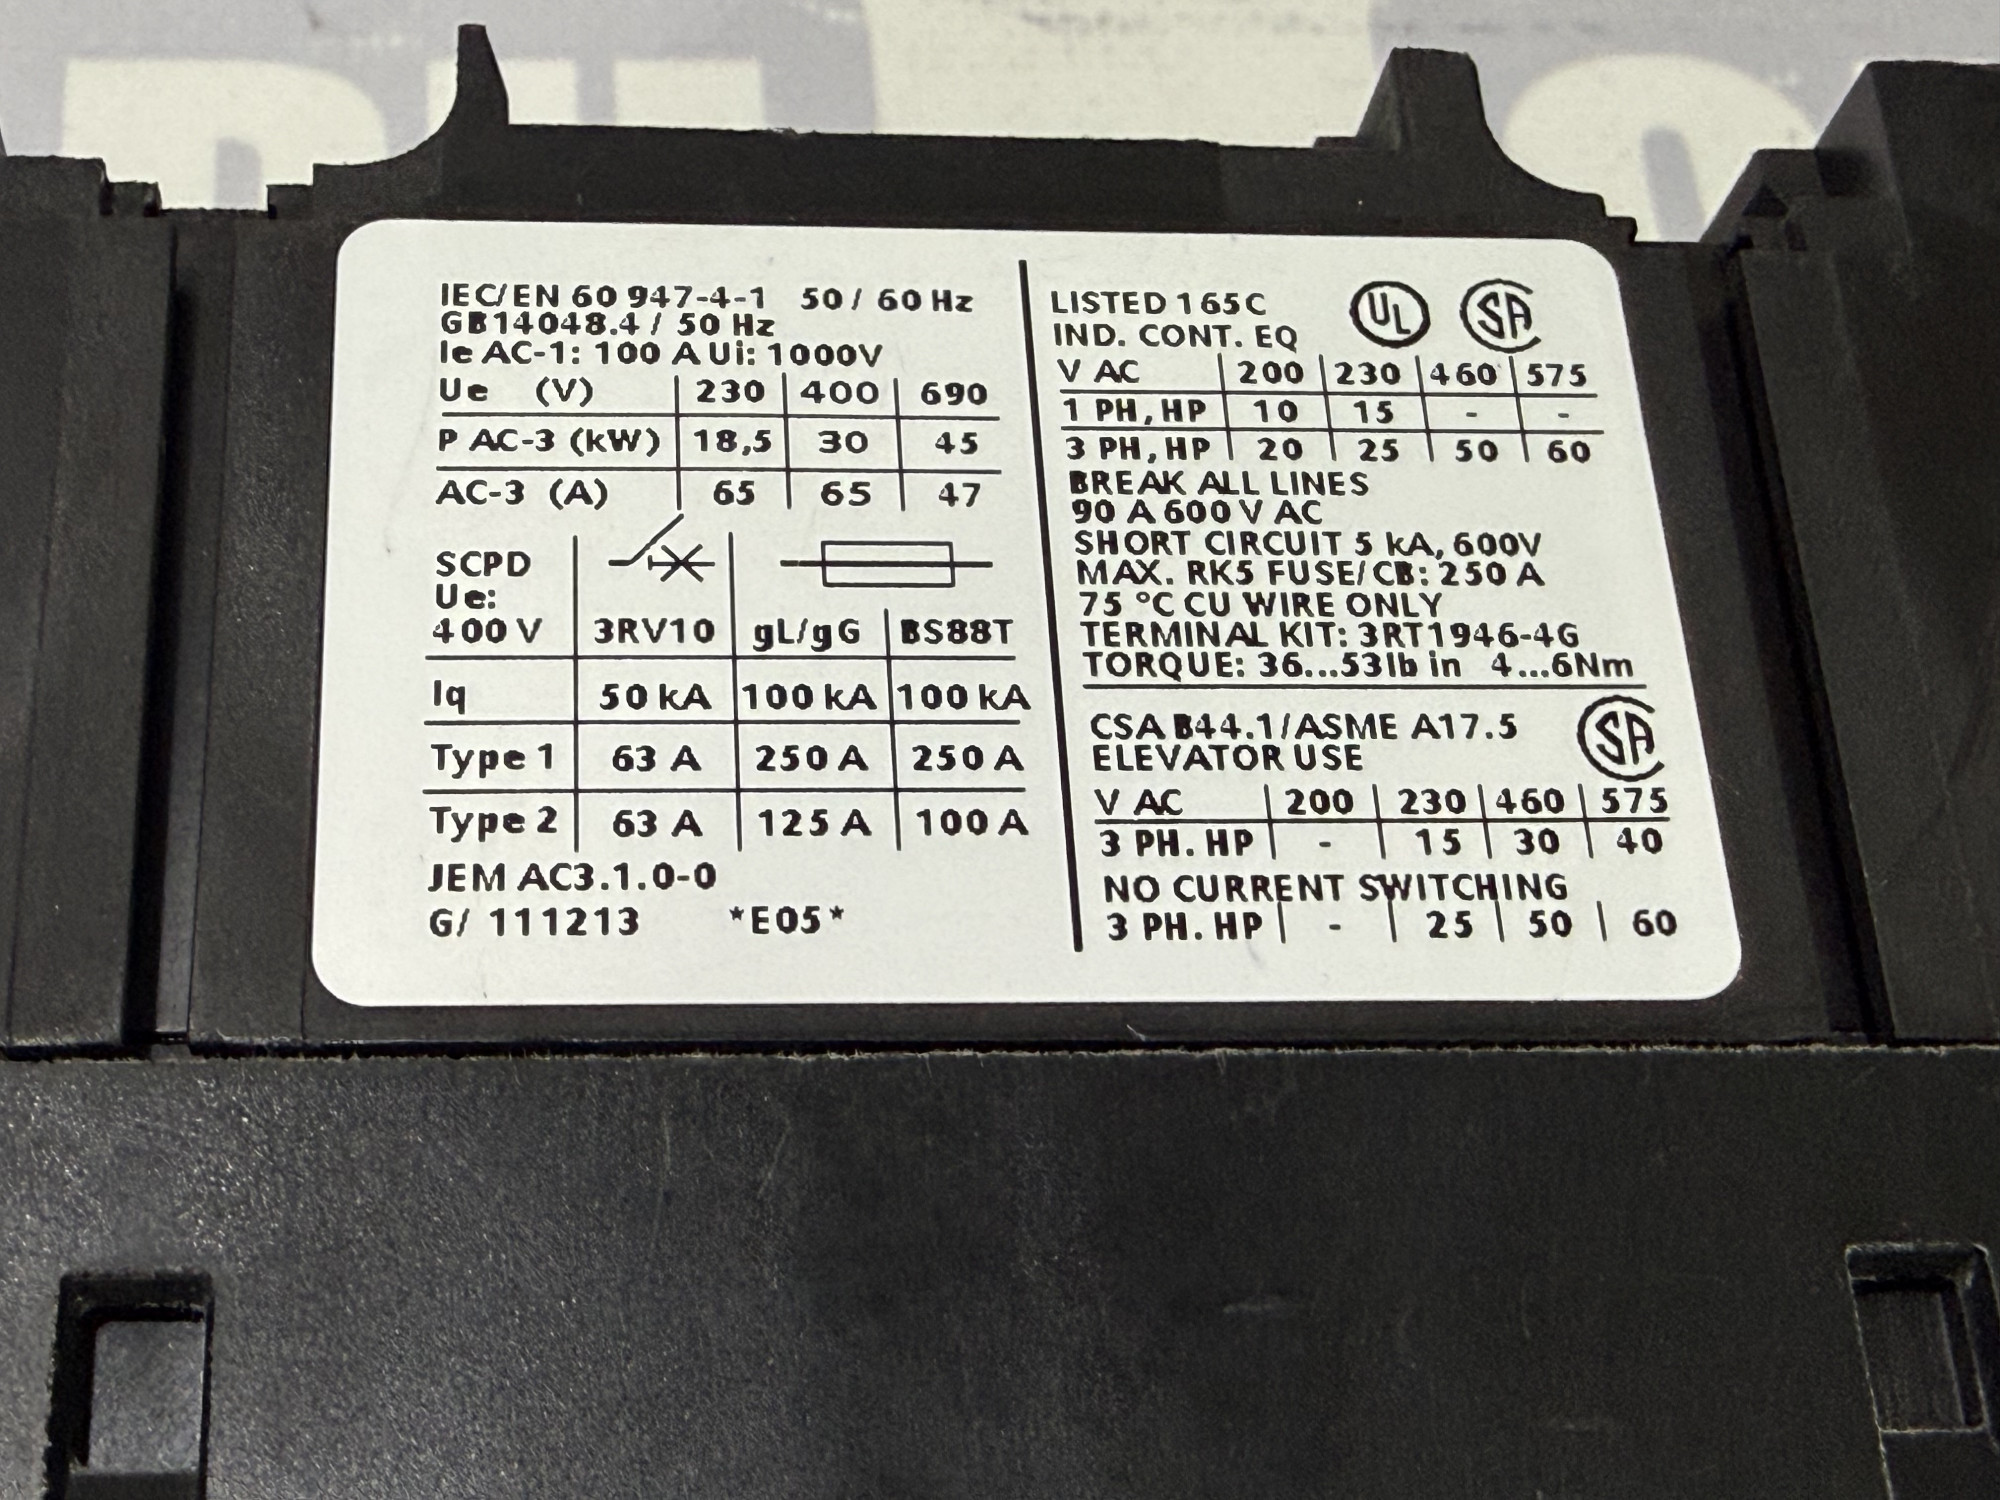 IEC/EN 60 947-4-1 50 / 60 Hz
GB14048.4 / 50 Hz
Ie AC-1: 100 A Ui: 1000V
Ue (V) 230 400 690
P AC-3 (kW) 18,5 30 45
AC-3 (A) 65 65 47
SCPD
Ue:
400 V 3RV10 gL/gG BS88T
Iq 50 kA 100 kA 100 kA
Type 1 63 A 250 A 250 A
Type 2 63 A 125 A 100 A
JEM AC3.1.0-0
G/ 111213 *E05*
LISTED 165C UL SA
IND. CONT. EQ
V AC 200 230 460 575
1 PH, HP 10 15 - -
3 PH, HP 20 25 50 60
BREAK ALL LINES
90 A 600 V AC
SHORT CIRCUIT 5 kA, 600V
MAX. RK5 FUSE/CB: 250 A
75 °C CU WIRE ONLY
TERMINAL KIT: 3RT1946-4G
TORQUE: 36...53lb in 4...6Nm
CSA B44.1/ASME A17.5 SA
ELEVATOR USE
V AC 200 230 460 575
3 PH. HP - 15 30 40
NO CURRENT SWITCHING
3 PH. HP - 25 50 60